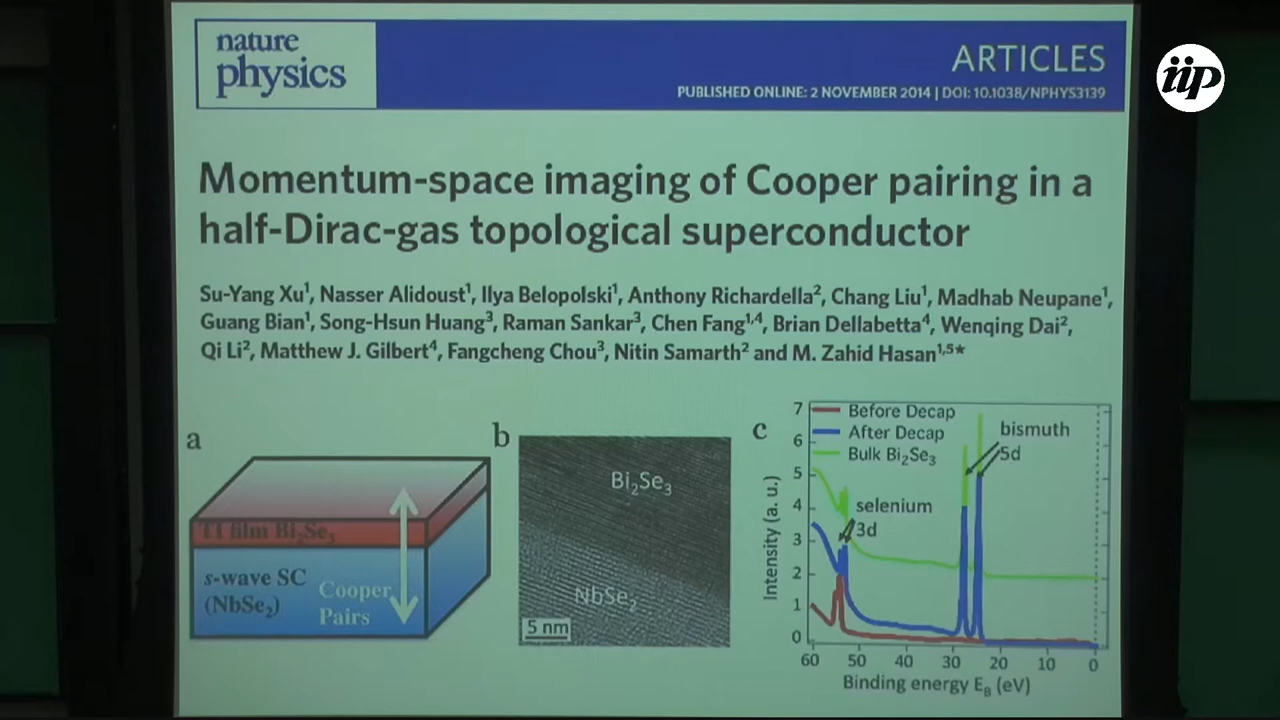 nature
physics
ARTICLES
PUBLISHED ONLINE: 2 NOVEMBER 2014 | DOI: 10.1038/NPHYS3139
iip
Momentum-space imaging of Cooper pairing in a
half-Dirac-gas topological superconductor
Su-Yang Xu¹, Nasser Alidoust¹, Ilya Belopolski¹, Anthony Richardella², Chang Liu¹, Madhab Neupane¹,
Guang Bian¹, Song-Hsun Huang³, Raman Sankar³, Chen Fang¹,⁴, Brian Dellabetta⁴, Wenqing Dai²,
Qi Li², Matthew J. Gilbert⁴, Fangcheng Chou³, Nitin Samarth² and M. Zahid Hasan¹,⁵*
a
TI film Bi₂Se₃
s-wave SC
(NbSe₂)
Cooper
Pairs
b
Bi₂Se₃
NbSe₂
5 nm
c
Before Decap
After Decap
Bulk Bi₂Se₃
bismuth
5d
selenium
3d
Intensity (a. u.)
7
6
5
4
3
2
1
0
60 50 40 30 20 10 0
Binding energy E_B (eV)